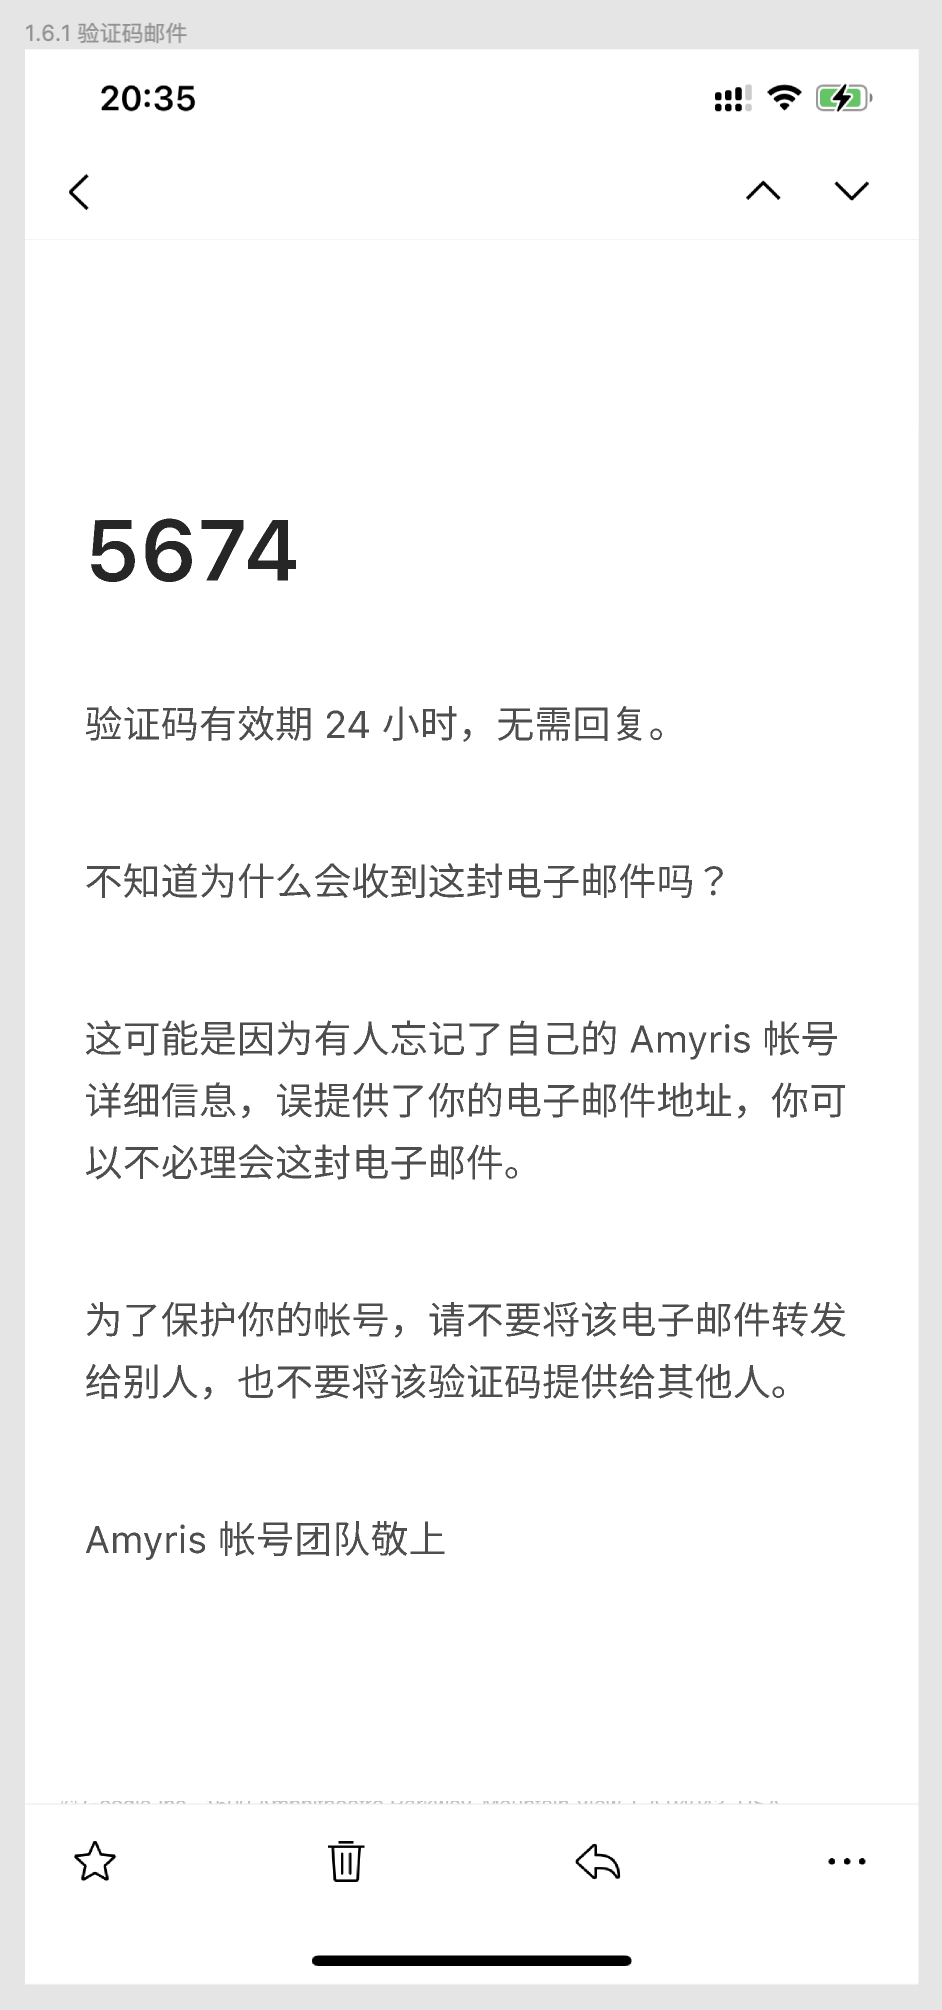 1.6.1 验证码邮件
20:35
5674
验证码有效期 24 小时，无需回复。
不知道为什么会收到这封电子邮件吗？
这可能是因为有人忘记了自己的 Amyris 帐号
详细信息，误提供了你的电子邮件地址，你可
以不必理会这封电子邮件。
为了保护你的帐号，请不要将该电子邮件转发
给别人，也不要将该验证码提供给其他人。
Amyris 帐号团队敬上